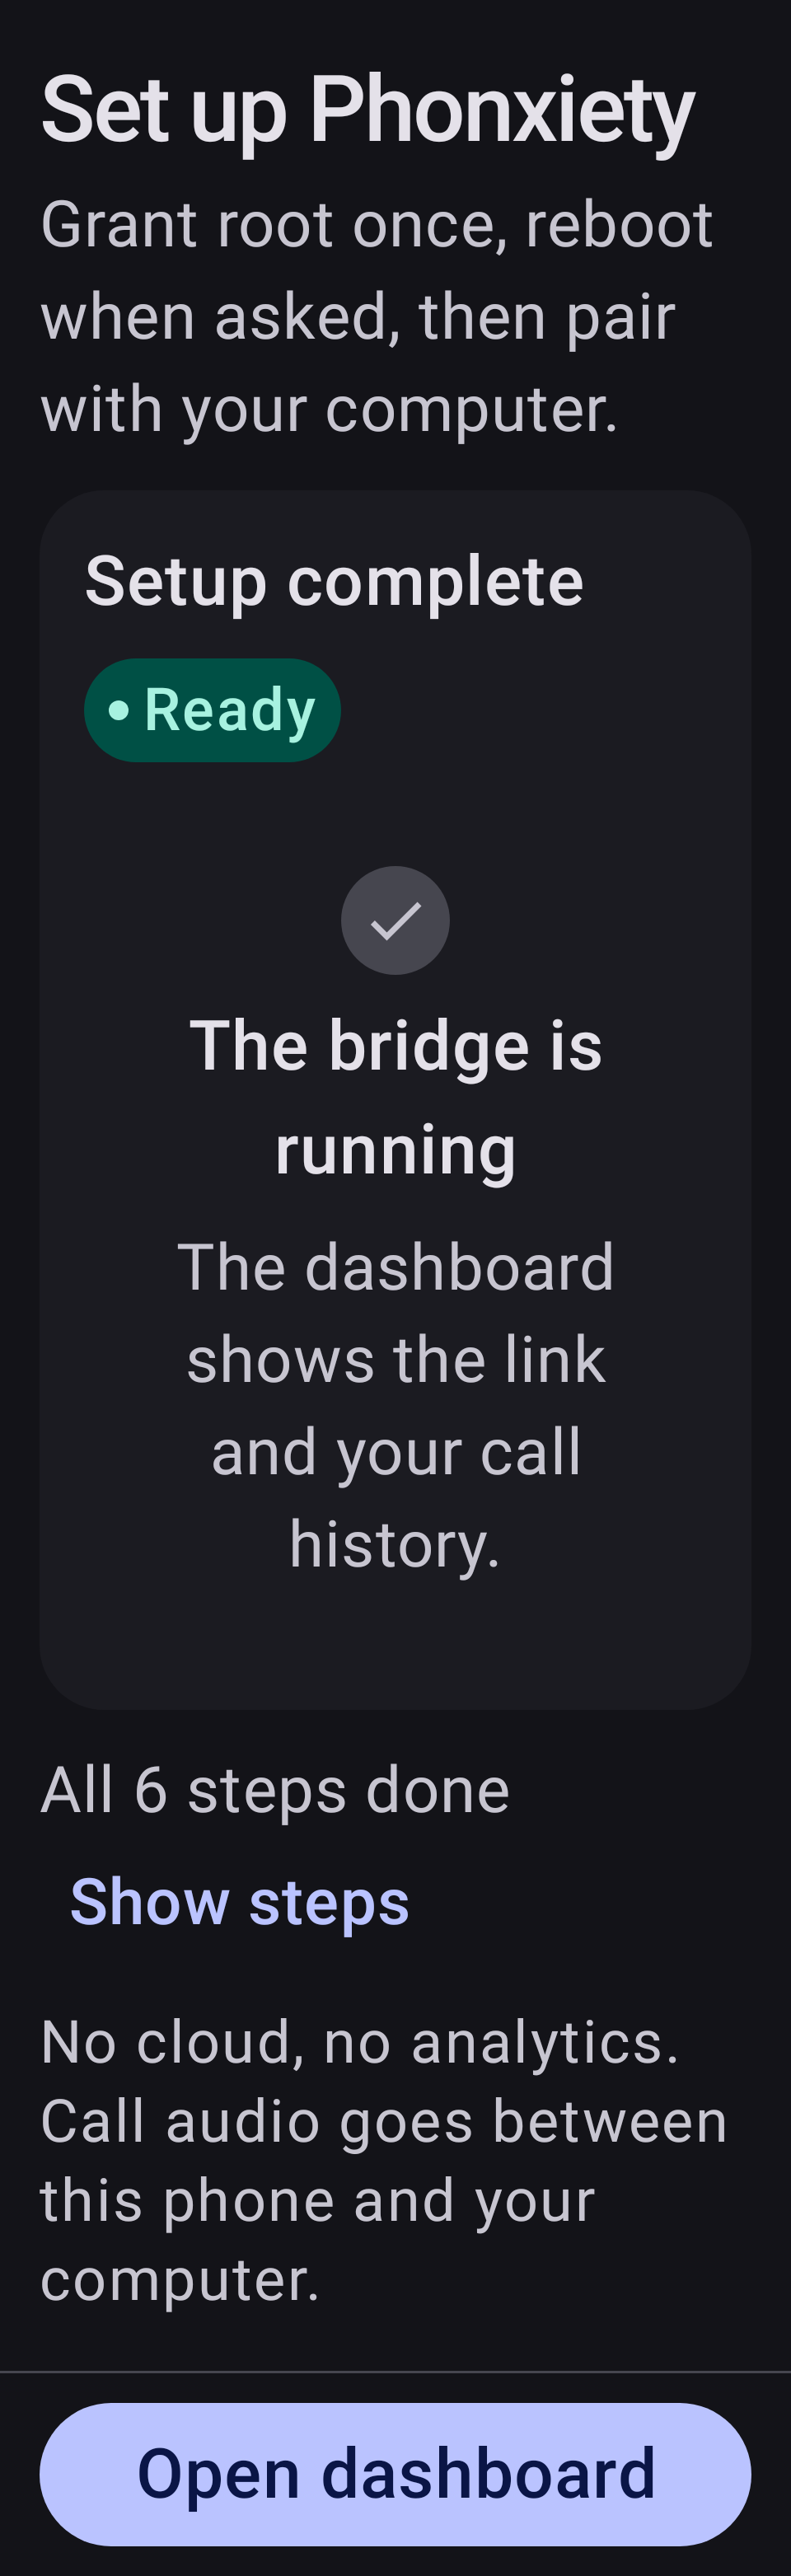 Set up Phonxiety
Grant root once, reboot
when asked, then pair
with your computer.
Setup complete
Ready
The bridge is
running
The dashboard
shows the link
and your call
history.
All 6 steps done
Show steps
No cloud, no analytics.
Call audio goes between
this phone and your
computer.
Open dashboard